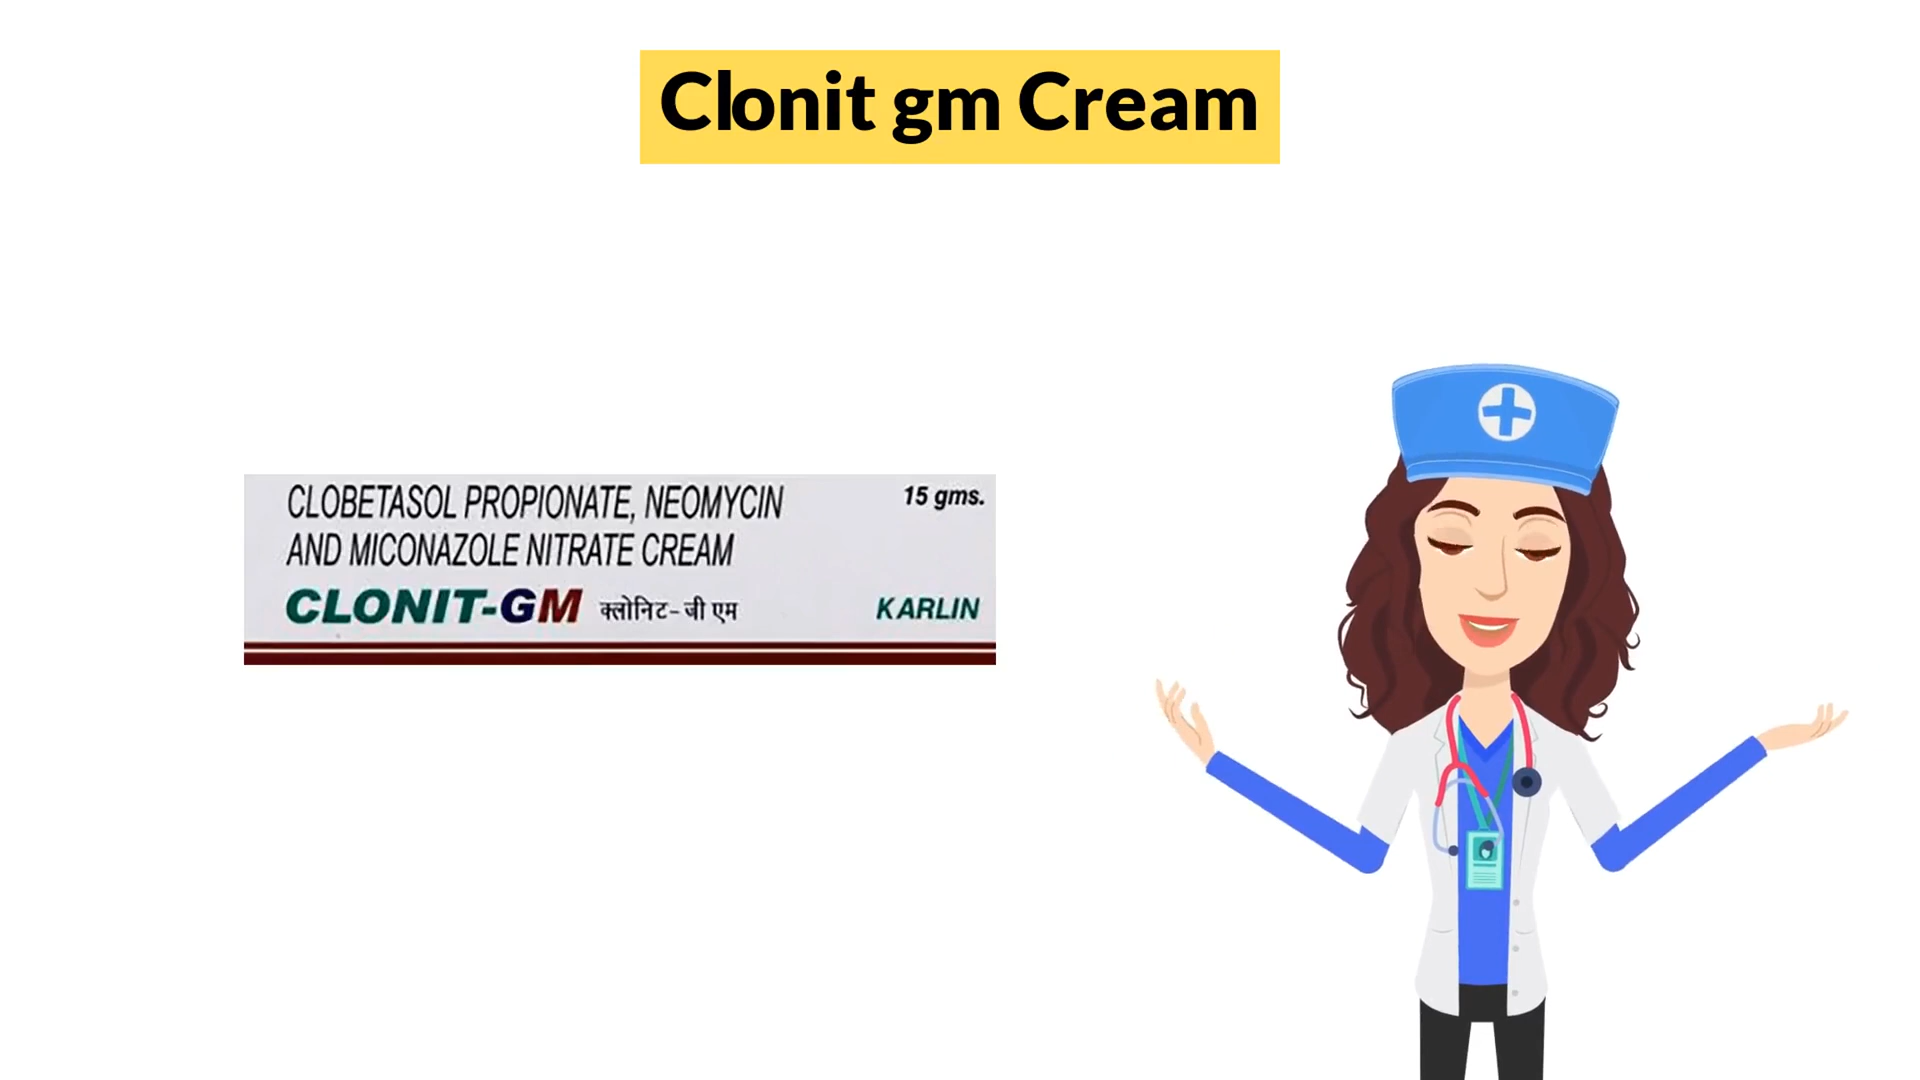 Clonit gm Cream
CLOBETASOL PROPIONATE, NEOMYCIN 15 gms.
AND MICONAZOLE NITRATE CREAM
CLONIT-GM क्लोनिट-जी एम KARLIN